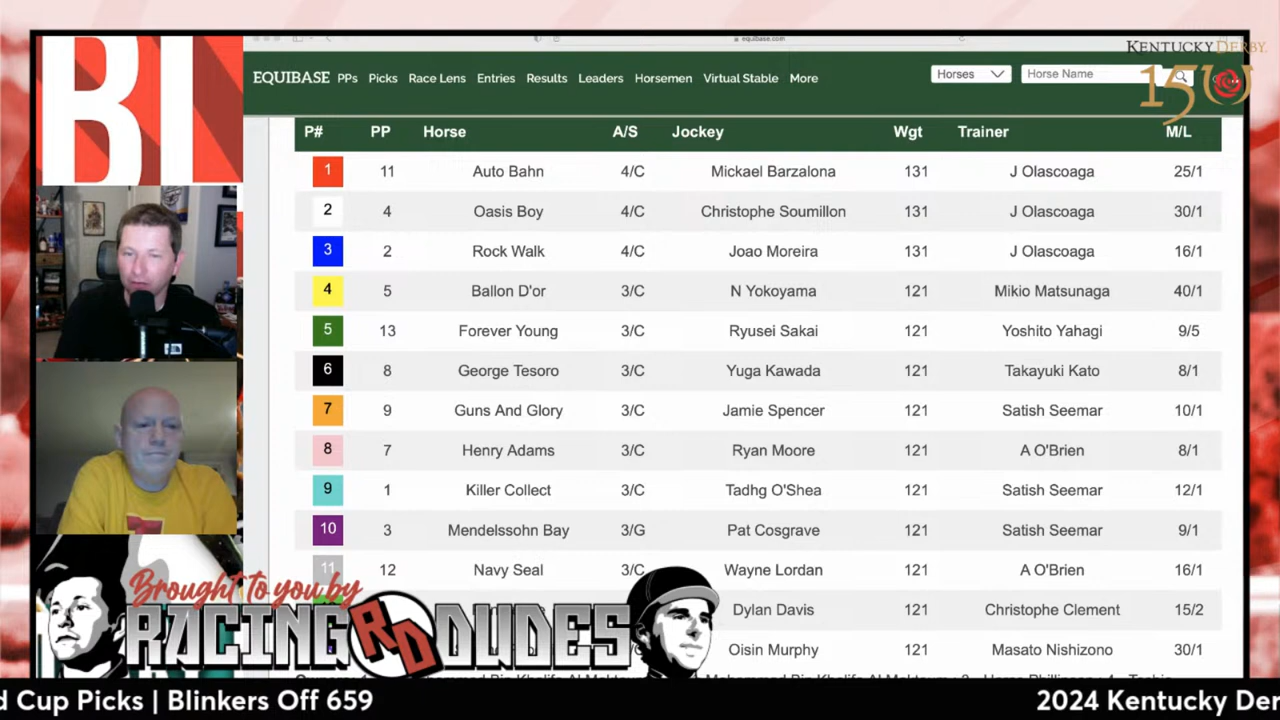 BL
equibase.com
KENTUCKY DERBY
150
EQUIBASE PPs Picks Race Lens Entries Results Leaders Horsemen Virtual Stable More Horses Horse Name
P# PP Horse A/S Jockey Wgt Trainer M/L
1 11 Auto Bahn 4/C Mickael Barzalona 131 J Olascoaga 25/1
2 4 Oasis Boy 4/C Christophe Soumillon 131 J Olascoaga 30/1
3 2 Rock Walk 4/C Joao Moreira 131 J Olascoaga 16/1
4 5 Ballon D'or 3/C N Yokoyama 121 Mikio Matsunaga 40/1
5 13 Forever Young 3/C Ryusei Sakai 121 Yoshito Yahagi 9/5
6 8 George Tesoro 3/C Yuga Kawada 121 Takayuki Kato 8/1
7 9 Guns And Glory 3/C Jamie Spencer 121 Satish Seemar 10/1
8 7 Henry Adams 3/C Ryan Moore 121 A O'Brien 8/1
9 1 Killer Collect 3/C Tadhg O'Shea 121 Satish Seemar 12/1
10 3 Mendelssohn Bay 3/G Pat Cosgrave 121 Satish Seemar 9/1
11 12 Navy Seal 3/C Wayne Lordan 121 A O'Brien 16/1
Dylan Davis 121 Christophe Clement 15/2
Oisin Murphy 121 Masato Nishizono 30/1
Brought to you by
RACING RD DUDES
d Cup Picks | Blinkers Off 659 2024 Kentucky Der